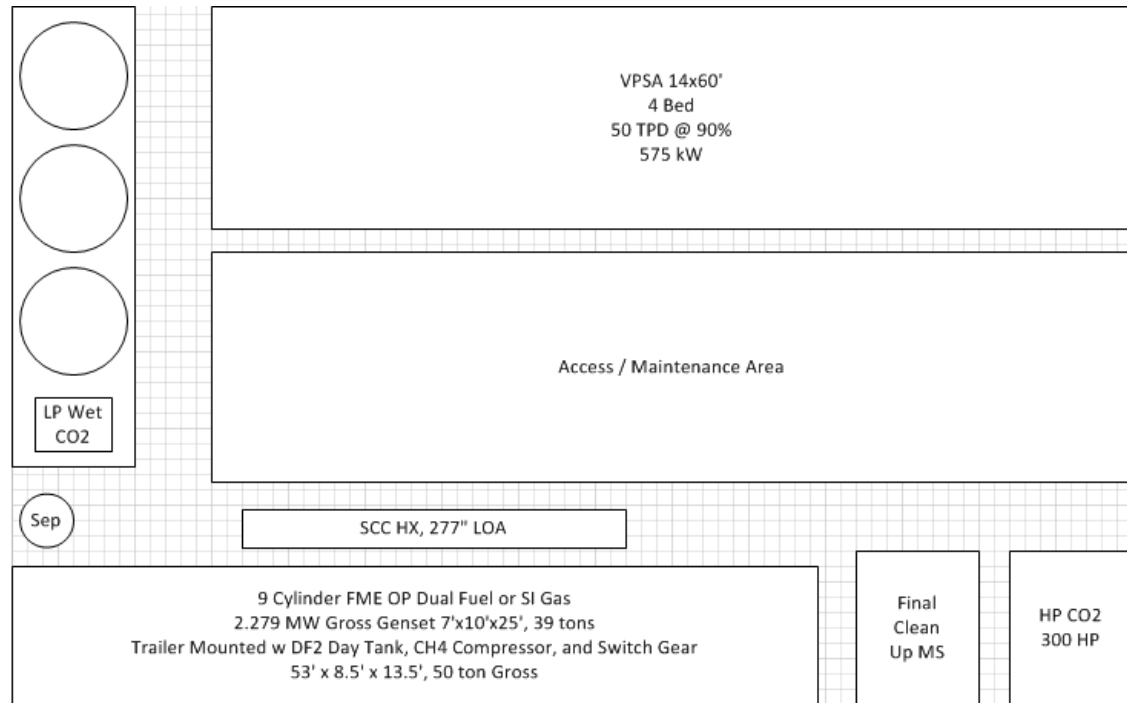 VPSA 14x60'
4 Bed
50 TPD @ 90%
575 kW
Access / Maintenance Area
LP Wet
CO2
Sep
SCC HX, 277" LOA
9 Cylinder FME OP Dual Fuel or SI Gas
2.279 MW Gross Genset 7'x10'x25', 39 tons
Trailer Mounted w DF2 Day Tank, CH4 Compressor, and Switch Gear
53' x 8.5' x 13.5', 50 ton Gross
Final
Clean
Up MS
HP CO2
300 HP